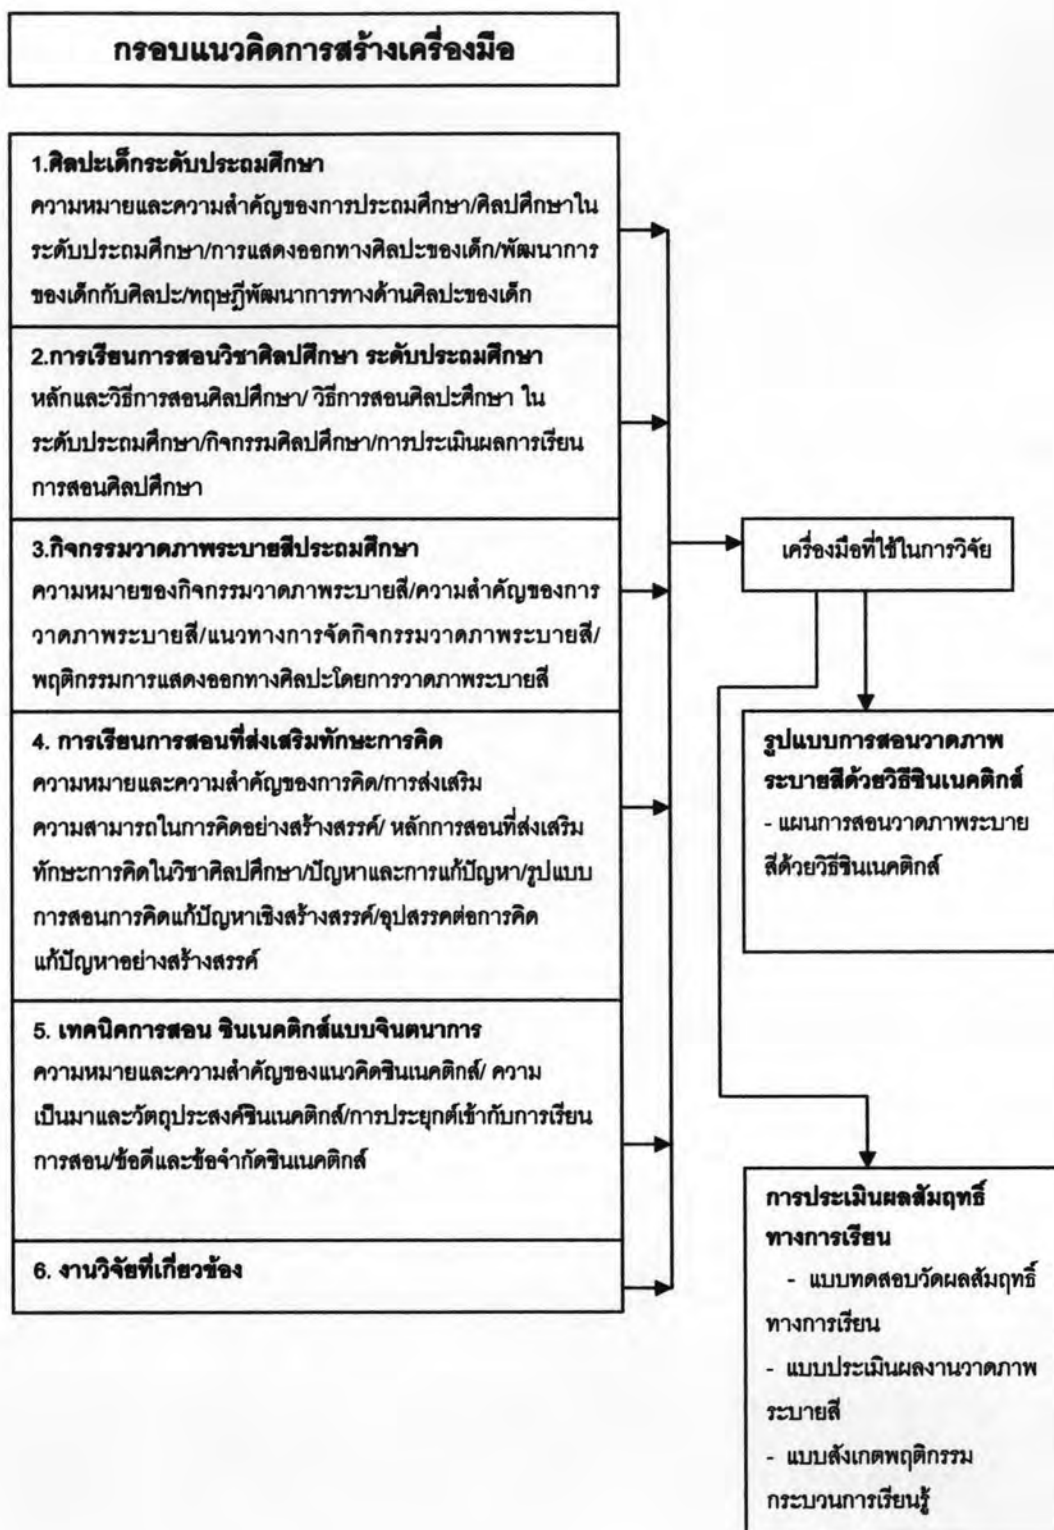 กรอบแนวคิดการสร้างเครื่องมือ
1.ศิลปะเด็กระดับประถมศึกษา
ความหมายและความสำคัญของการประถมศึกษา/ศิลปศึกษาใน
ระดับประถมศึกษา/การแสดงออกทางศิลปะของเด็ก/พัฒนาการ
ของเด็กกับศิลปะ/ทฤษฎีพัฒนาการทางด้านศิลปะของเด็ก
2.การเรียนการสอนวิชาศิลปศึกษา ระดับประถมศึกษา
หลักและวิธีการสอนศิลปศึกษา/ วิธีการสอนศิลปะศึกษา ใน
ระดับประถมศึกษา/กิจกรรมศิลปศึกษา/การประเมินผลการเรียน
การสอนศิลปศึกษา
3.กิจกรรมวาดภาพระบายสีประถมศึกษา
ความหมายของกิจกรรมวาดภาพระบายสี/ความสำคัญของการ
วาดภาพระบายสี/แนวทางการจัดกิจกรรมวาดภาพระบายสี/
พฤติกรรมการแสดงออกทางศิลปะโดยการวาดภาพระบายสี
4. การเรียนการสอนที่ส่งเสริมทักษะการคิด
ความหมายและความสำคัญของการคิด/การส่งเสริม
ความสามารถในการคิดอย่างสร้างสรรค์/ หลักการสอนที่ส่งเสริม
ทักษะการคิดในวิชาศิลปศึกษา/ปัญหาและการแก้ปัญหา/รูปแบบ
การสอนการคิดแก้ปัญหาเชิงสร้างสรรค์/อุปสรรคต่อการคิด
แก้ปัญหาอย่างสร้างสรรค์
5. เทคนิคการสอน ซินเนคติกส์แบบจินตนาการ
ความหมายและความสำคัญของแนวคิดซินเนคติกส์/ ความ
เป็นมาและวัตถุประสงค์ซินเนคติกส์/การประยุกต์เข้ากับการเรียน
การสอน/ข้อดีและข้อจำกัดซินเนคติกส์
6. งานวิจัยที่เกี่ยวข้อง
เครื่องมือที่ใช้ในการวิจัย
รูปแบบการสอนวาดภาพ
ระบายสีด้วยวิธีซินเนคติกส์
- แผนการสอนวาดภาพระบาย
สีด้วยวิธีซินเนคติกส์
การประเมินผลสัมฤทธิ์
ทางการเรียน
- แบบทดสอบวัดผลสัมฤทธิ์
ทางการเรียน
- แบบประเมินผลงานวาดภาพ
ระบายสี
- แบบสังเกตพฤติกรรม
กระบวนการเรียนรู้